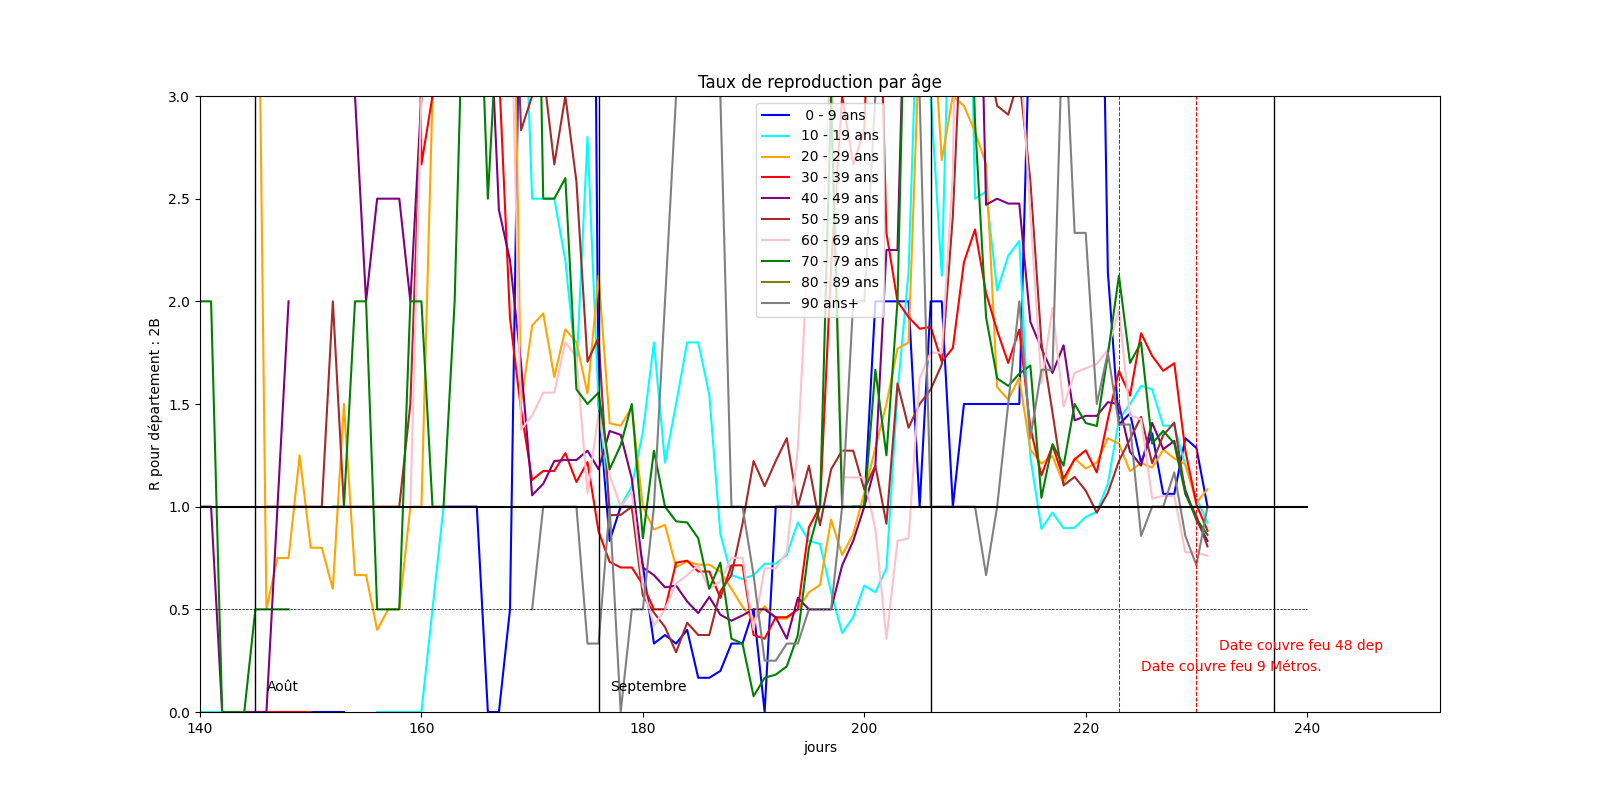 Taux de reproduction par âge
R pour département : 2B
3.0
2.5
2.0
1.5
1.0
0.5
0.0
0 - 9 ans
10 - 19 ans
20 - 29 ans
30 - 39 ans
40 - 49 ans
50 - 59 ans
60 - 69 ans
70 - 79 ans
80 - 89 ans
90 ans+
Date couvre feu 48 dep
Date couvre feu 9 Métros.
Août
Septembre
140
160
180
200
220
240
jours